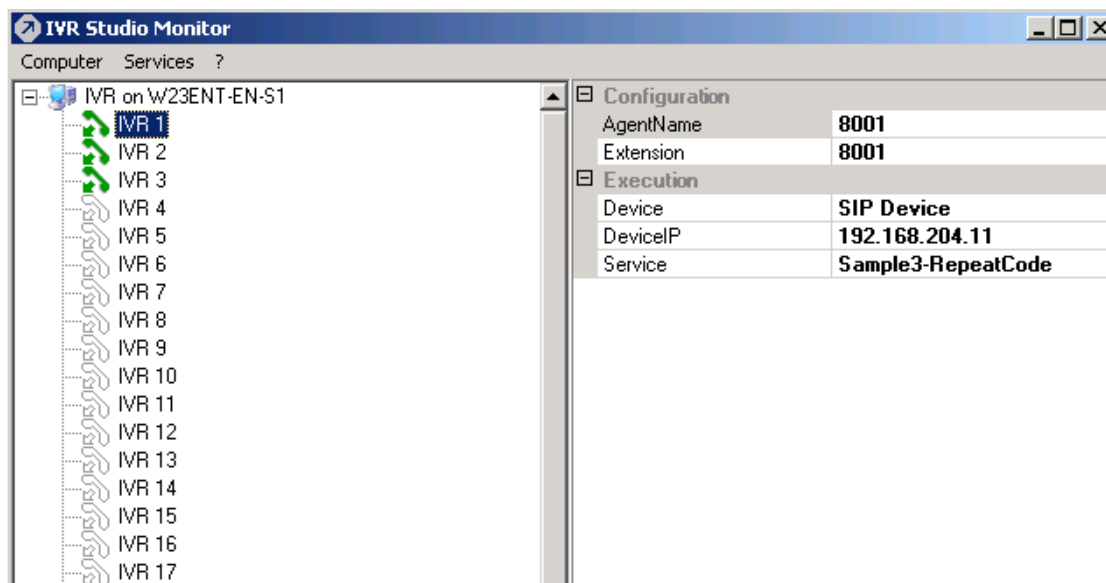 IVR Studio Monitor
Computer Services ?
IVR on W23ENT-EN-S1
IVR 1
IVR 2
IVR 3
IVR 4
IVR 5
IVR 6
IVR 7
IVR 8
IVR 9
IVR 10
IVR 11
IVR 12
IVR 13
IVR 14
IVR 15
IVR 16
IVR 17
Configuration
AgentName 8001
Extension 8001
Execution
Device SIP Device
DeviceIP 192.168.204.11
Service Sample3-RepeatCode